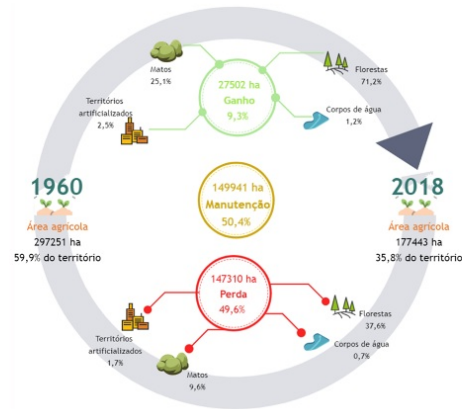 Matos
25,1%
Florestas
71,2%
27502 ha
Ganho
9,3%
Territórios
artificializados
2,5%
Corpos de água
1,2%
1960
Área agrícola
297251 ha
59,9% do território
149941 ha
Manutenção
50,4%
2018
Área agrícola
177443 ha
35,8% do território
147310 ha
Perda
49,6%
Territórios
artificializados
1,7%
Florestas
37,6%
Corpos de água
0,7%
Matos
9,6%